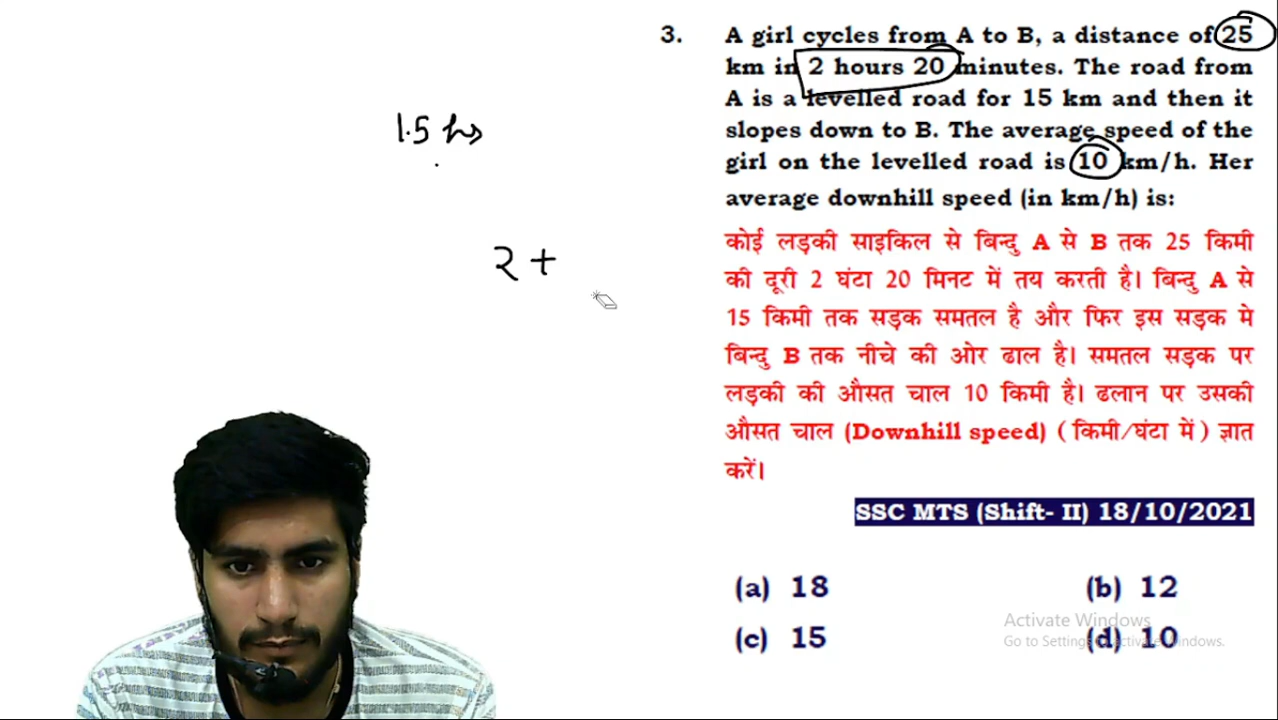 3. A girl cycles from A to B, a distance of 25
km in 2 hours 20 minutes. The road from
A is a levelled road for 15 km and then it
slopes down to B. The average speed of the
girl on the levelled road is 10 km/h. Her
average downhill speed (in km/h) is:
कोई लड़की साइकिल से बिन्दु A से B तक 25 किमी
की दूरी 2 घंटा 20 मिनट में तय करती है। बिन्दु A से
15 किमी तक सड़क समतल है और फिर इस सड़क मे
बिन्दु B तक नीचे की ओर ढाल है। समतल सड़क पर
लड़की की औसत चाल 10 किमी है। ढलान पर उसकी
औसत चाल (Downhill speed) (किमी/घंटा में) ज्ञात
करें।
SSC MTS (Shift- II) 18/10/2021
(a) 18
(b) 12
(c) 15
(d) 10
1.5 hs
2 +
Activate Windows
Go to Settings to activate Windows.